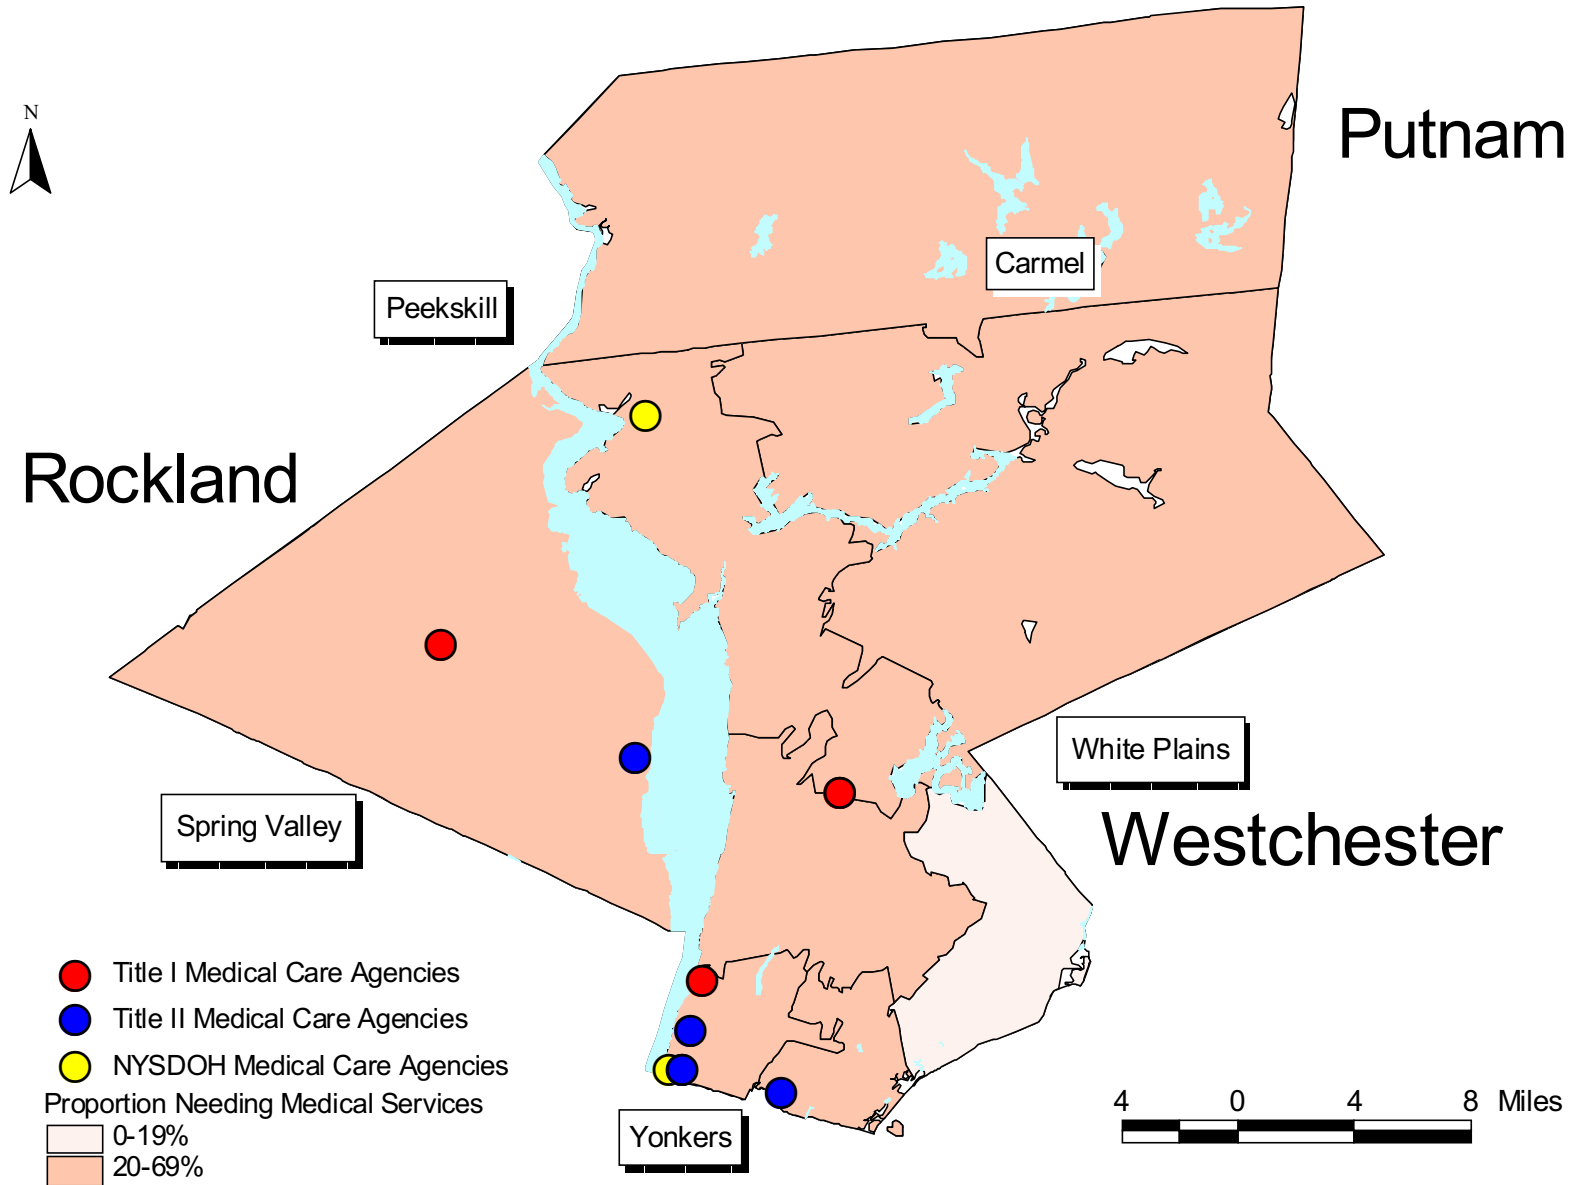 N
Putnam
Carmel
Peekskill
Rockland
White Plains
Westchester
Spring Valley
Title I Medical Care Agencies
Title II Medical Care Agencies
NYSDOH Medical Care Agencies
Proportion Needing Medical Services
0-19%
20-69%
Yonkers
4 0 4 8 Miles